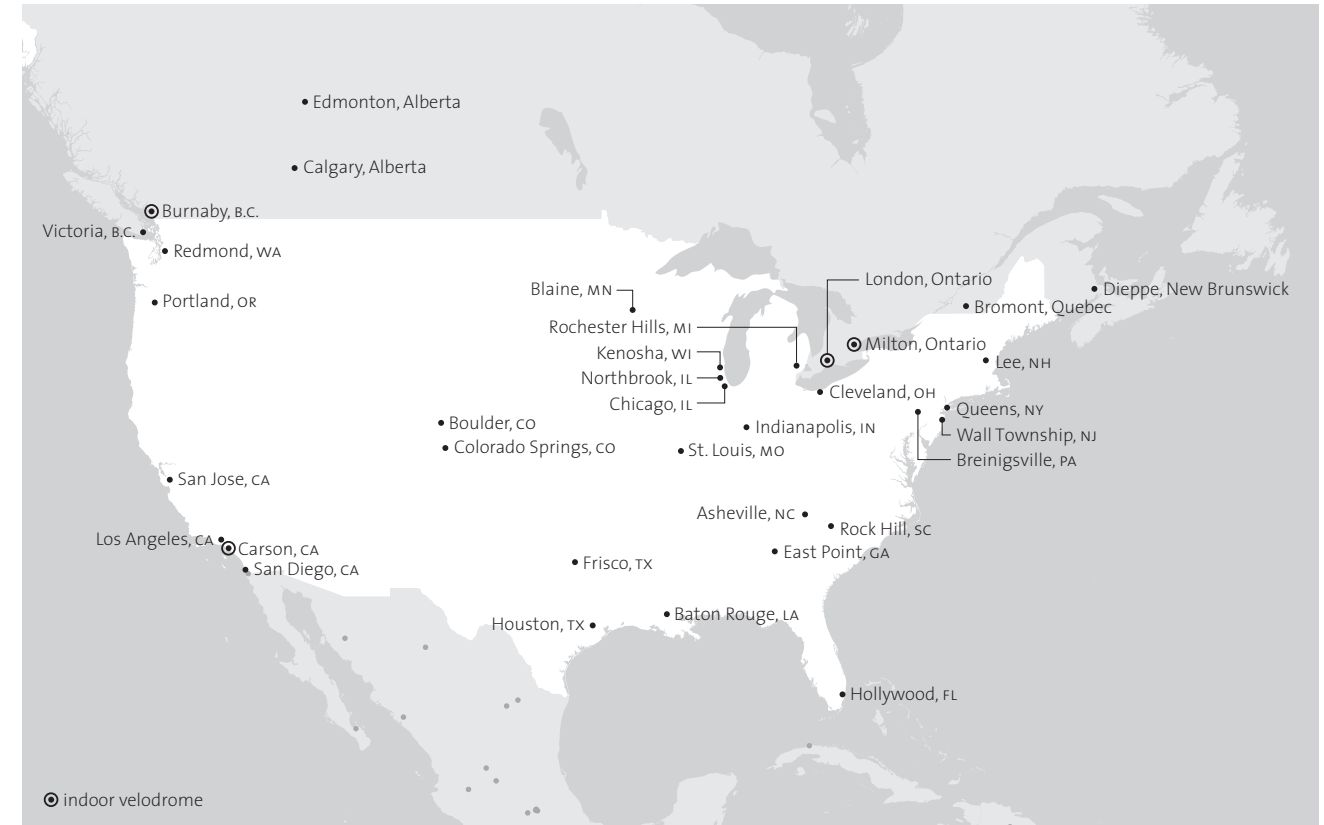 Edmonton, Alberta
Calgary, Alberta
Burnaby, B.C.
Victoria, B.C.
Redmond, WA
Portland, OR
London, Ontario
Blaine, MN
Dieppe, New Brunswick
Bromont, Quebec
Rochester Hills, MI
Milton, Ontario
Kenosha, WI
Lee, NH
Northbrook, IL
Cleveland, OH
Chicago, IL
Queens, NY
Boulder, CO
Indianapolis, IN
Wall Township, NJ
Colorado Springs, CO
St. Louis, MO
Breinigsville, PA
San Jose, CA
Asheville, NC
Rock Hill, SC
Los Angeles, CA
Carson, CA
East Point, GA
San Diego, CA
Frisco, TX
Baton Rouge, LA
Houston, TX
Hollywood, FL
indoor velodrome